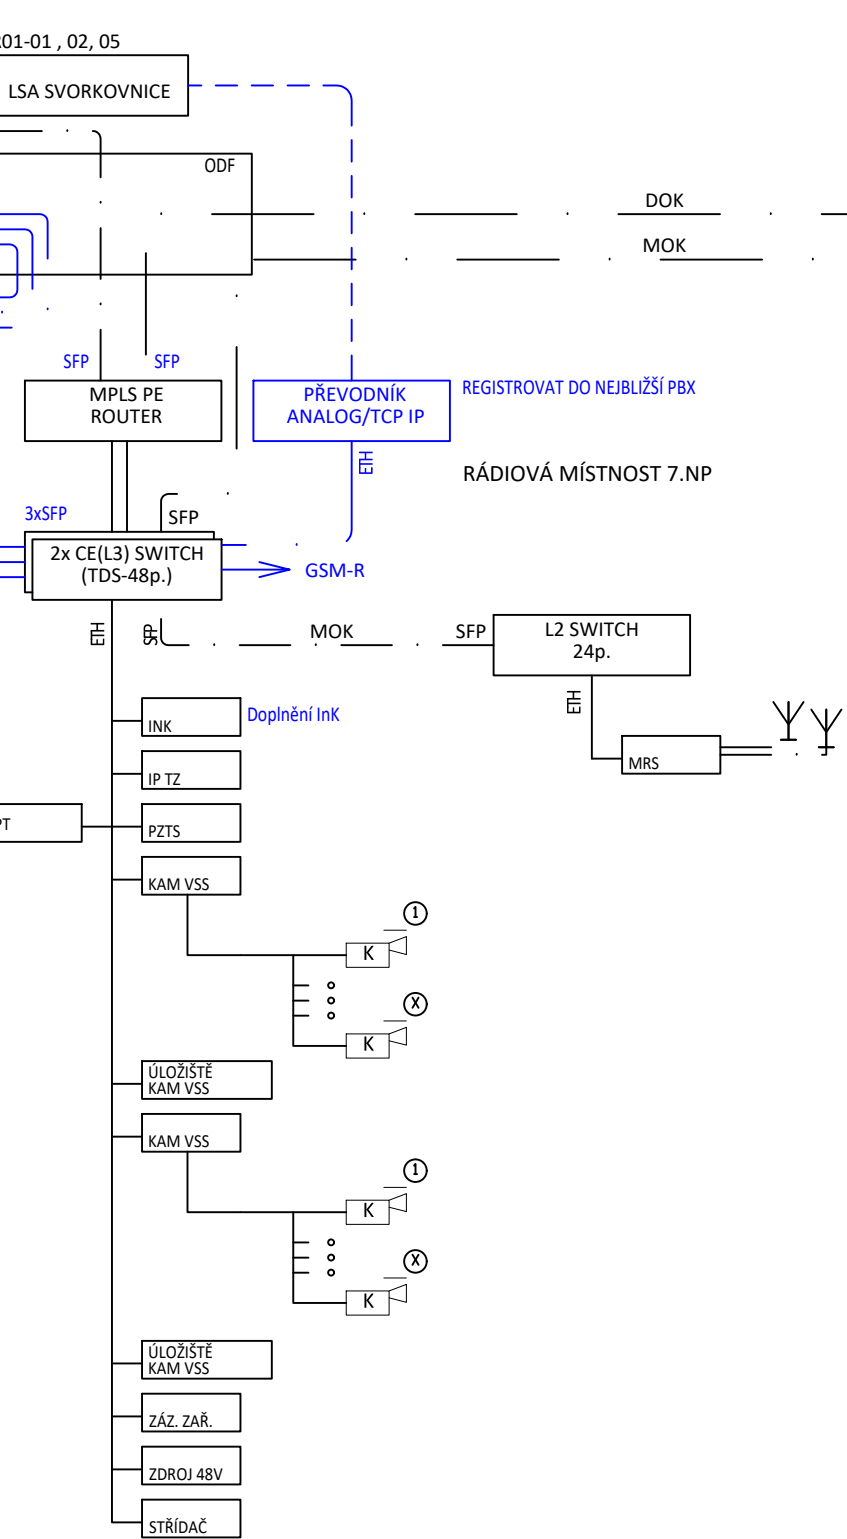 01-01 , 02, 05
LSA SVORKOVNICE
ODF
DOK
MOK
SFP
SFP
MPLS PE
ROUTER
PŘEVODNÍK
ANALOG/TCP IP
REGISTROVAT DO NEJBLIŽŠÍ PBX
ETH
RÁDIOVÁ MÍSTNOST 7.NP
3xSFP
SFP
2x CE(L3) SWITCH
(TDS-48p.)
GSM-R
ETH
SFP
MOK
SFP
L2 SWITCH
24p.
ETH
INK
Doplnění InK
MRS
IP TZ
PT
PZTS
KAM VSS
1
K
X
K
ÚLOŽIŠTĚ
KAM VSS
KAM VSS
1
K
X
K
ÚLOŽIŠTĚ
KAM VSS
ZÁZ. ZAŘ.
ZDROJ 48V
STŘÍDAČ